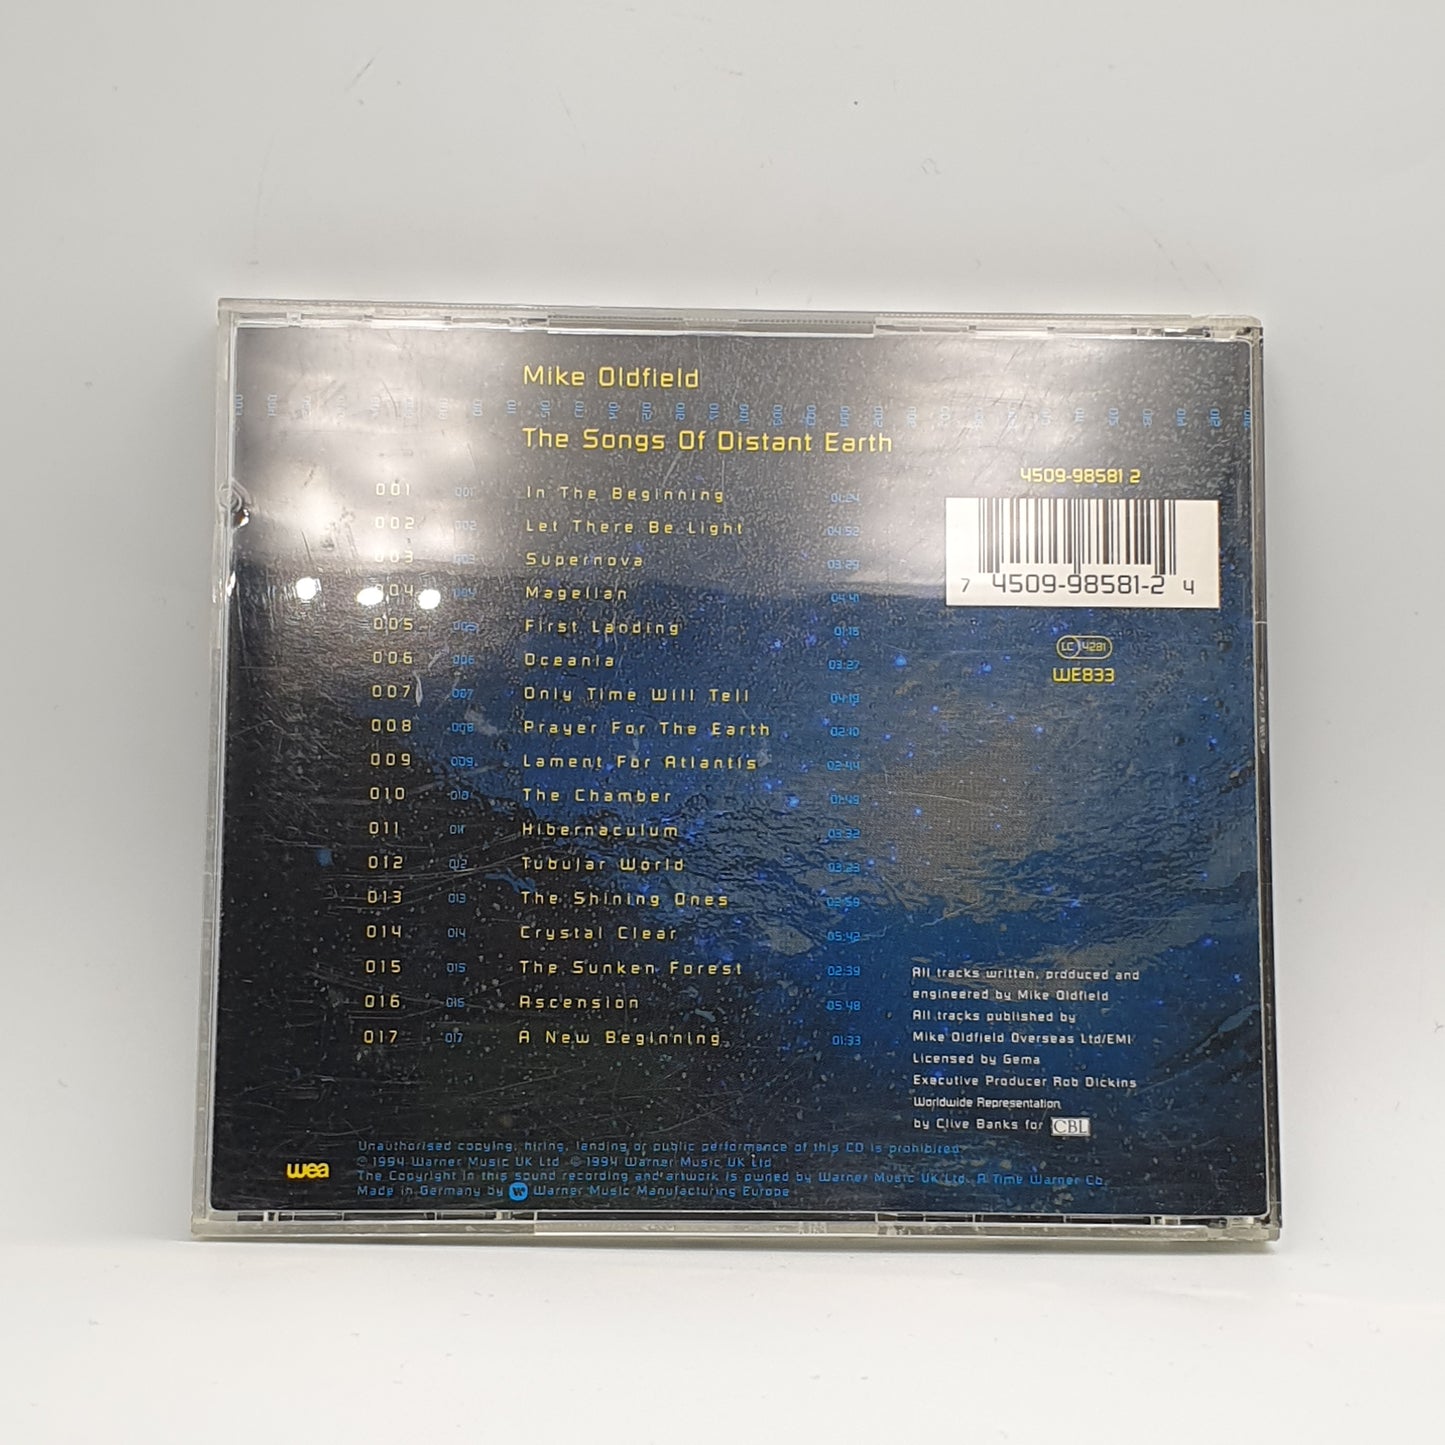 Mike Oldfield
The Songs Of Distant Earth
4509-98581 2
7 4509-98581-2 4
LC 4281
WE833
001 001 In The Beginning 01:24
002 002 Let There Be Light 04:52
003 003 Supernova 03:29
004 004 Magellan 04:41
005 005 First Landing 01:15
006 006 Oceania 03:27
007 007 Only Time Will Tell 04:19
008 008 Prayer For The Earth 02:10
009 009 Lament For Atlantis 02:44
010 010 The Chamber 01:49
011 011 Hibernaculum 03:32
012 012 Tubular World 03:23
013 013 The Shining Ones 02:59
014 014 Crystal Clear 05:42
015 015 The Sunken Forest 02:39
016 016 Ascension 05:48
017 017 A New Beginning 01:33
All tracks written, produced and
engineered by Mike Oldfield
All tracks published by
Mike Oldfield Overseas Ltd/EMI
Licensed by Gema
Executive Producer Rob Dickins
Worldwide Representation
by Clive Banks for CBL
wea
Unauthorised copying, hiring, lending or public performance of this CD is prohibited.
℗ 1994 Warner Music UK Ltd © 1994 Warner Music UK Ltd
The Copyright in this sound recording and artwork is owned by Warner Music UK Ltd. A Time Warner Co.
Made in Germany by Warner Music Manufacturing Europe